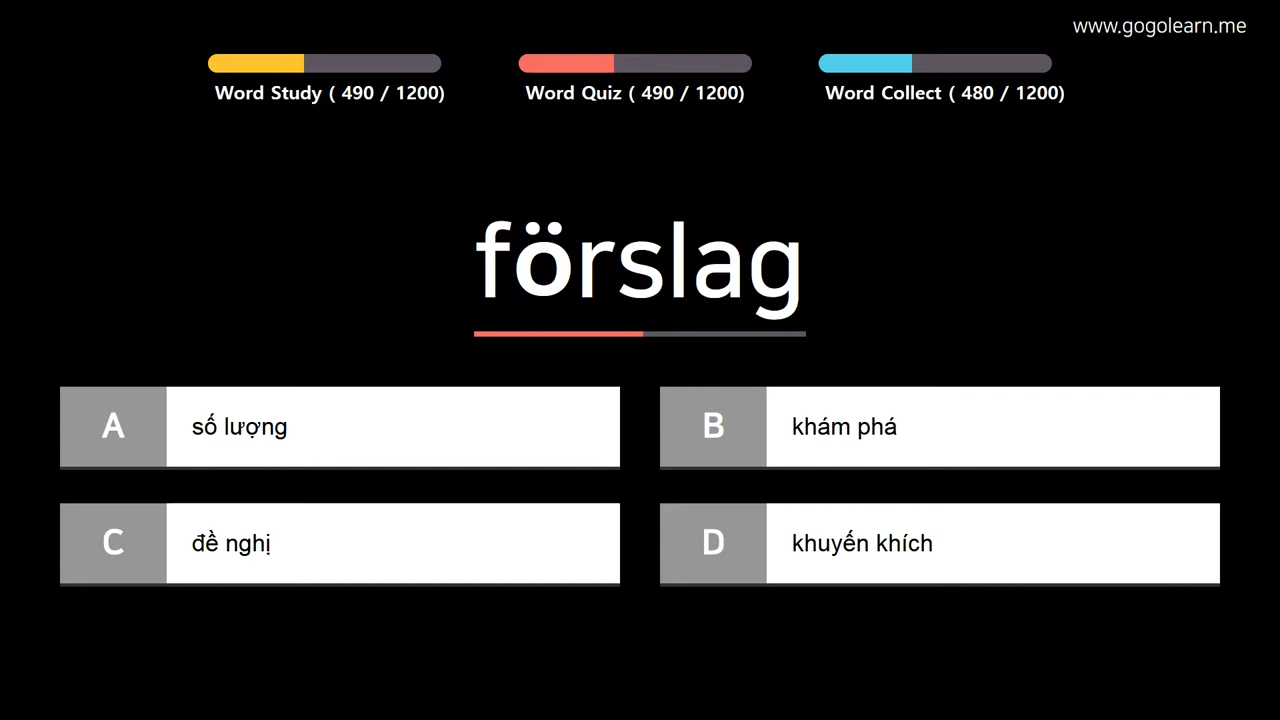 www.gogolearn.me
Word Study ( 490 / 1200)
Word Quiz ( 490 / 1200)
Word Collect ( 480 / 1200)
förslag
A
số lượng
B
khám phá
C
đề nghị
D
khuyến khích